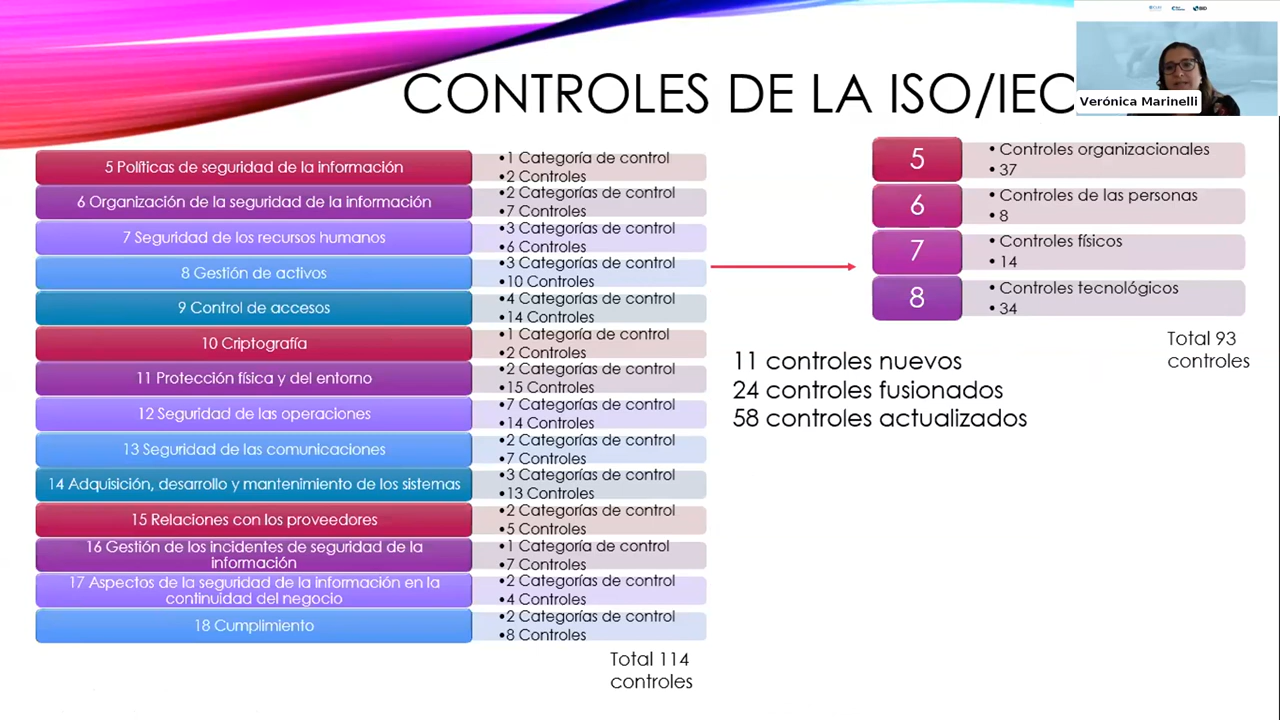 CONTROLES DE LA ISO/IEC
Verónica Marinelli
5 Políticas de seguridad de la información
•1 Categoría de control
•2 Controles
6 Organización de la seguridad de la información
•2 Categorías de control
•7 Controles
7 Seguridad de los recursos humanos
•3 Categorías de control
•6 Controles
8 Gestión de activos
•3 Categorías de control
•10 Controles
9 Control de accesos
•4 Categorías de control
•14 Controles
10 Criptografía
•1 Categoría de control
•2 Controles
11 Protección física y del entorno
•2 Categorías de control
•15 Controles
12 Seguridad de las operaciones
•7 Categorías de control
•14 Controles
13 Seguridad de las comunicaciones
•2 Categorías de control
•7 Controles
14 Adquisición, desarrollo y mantenimiento de los sistemas
•3 Categorías de control
•13 Controles
15 Relaciones con los proveedores
•2 Categorías de control
•5 Controles
16 Gestión de los incidentes de seguridad de la
información
•1 Categoría de control
•7 Controles
17 Aspectos de la seguridad de la información en la
continuidad del negocio
•2 Categorías de control
•4 Controles
18 Cumplimiento
•2 Categorías de control
•8 Controles
Total 114
controles
5
• Controles organizacionales
• 37
6
• Controles de las personas
• 8
7
• Controles físicos
• 14
8
• Controles tecnológicos
• 34
Total 93
controles
11 controles nuevos
24 controles fusionados
58 controles actualizados
BID